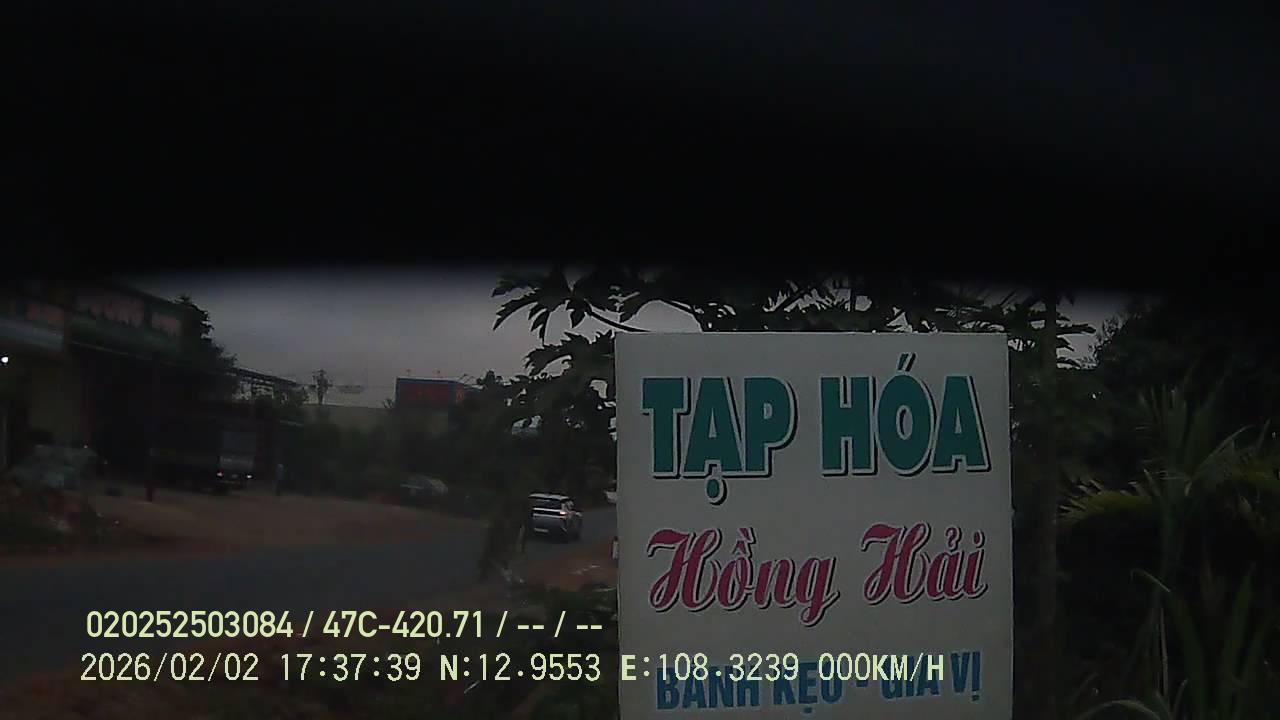 TẠP HÓA
Hồng Hải
BÁNH KẸO - GIA VỊ
020252503084 / 47C-420.71 / -- / --
2026/02/02 17:37:39 N:12.9553 E:108.3239 000KM/H